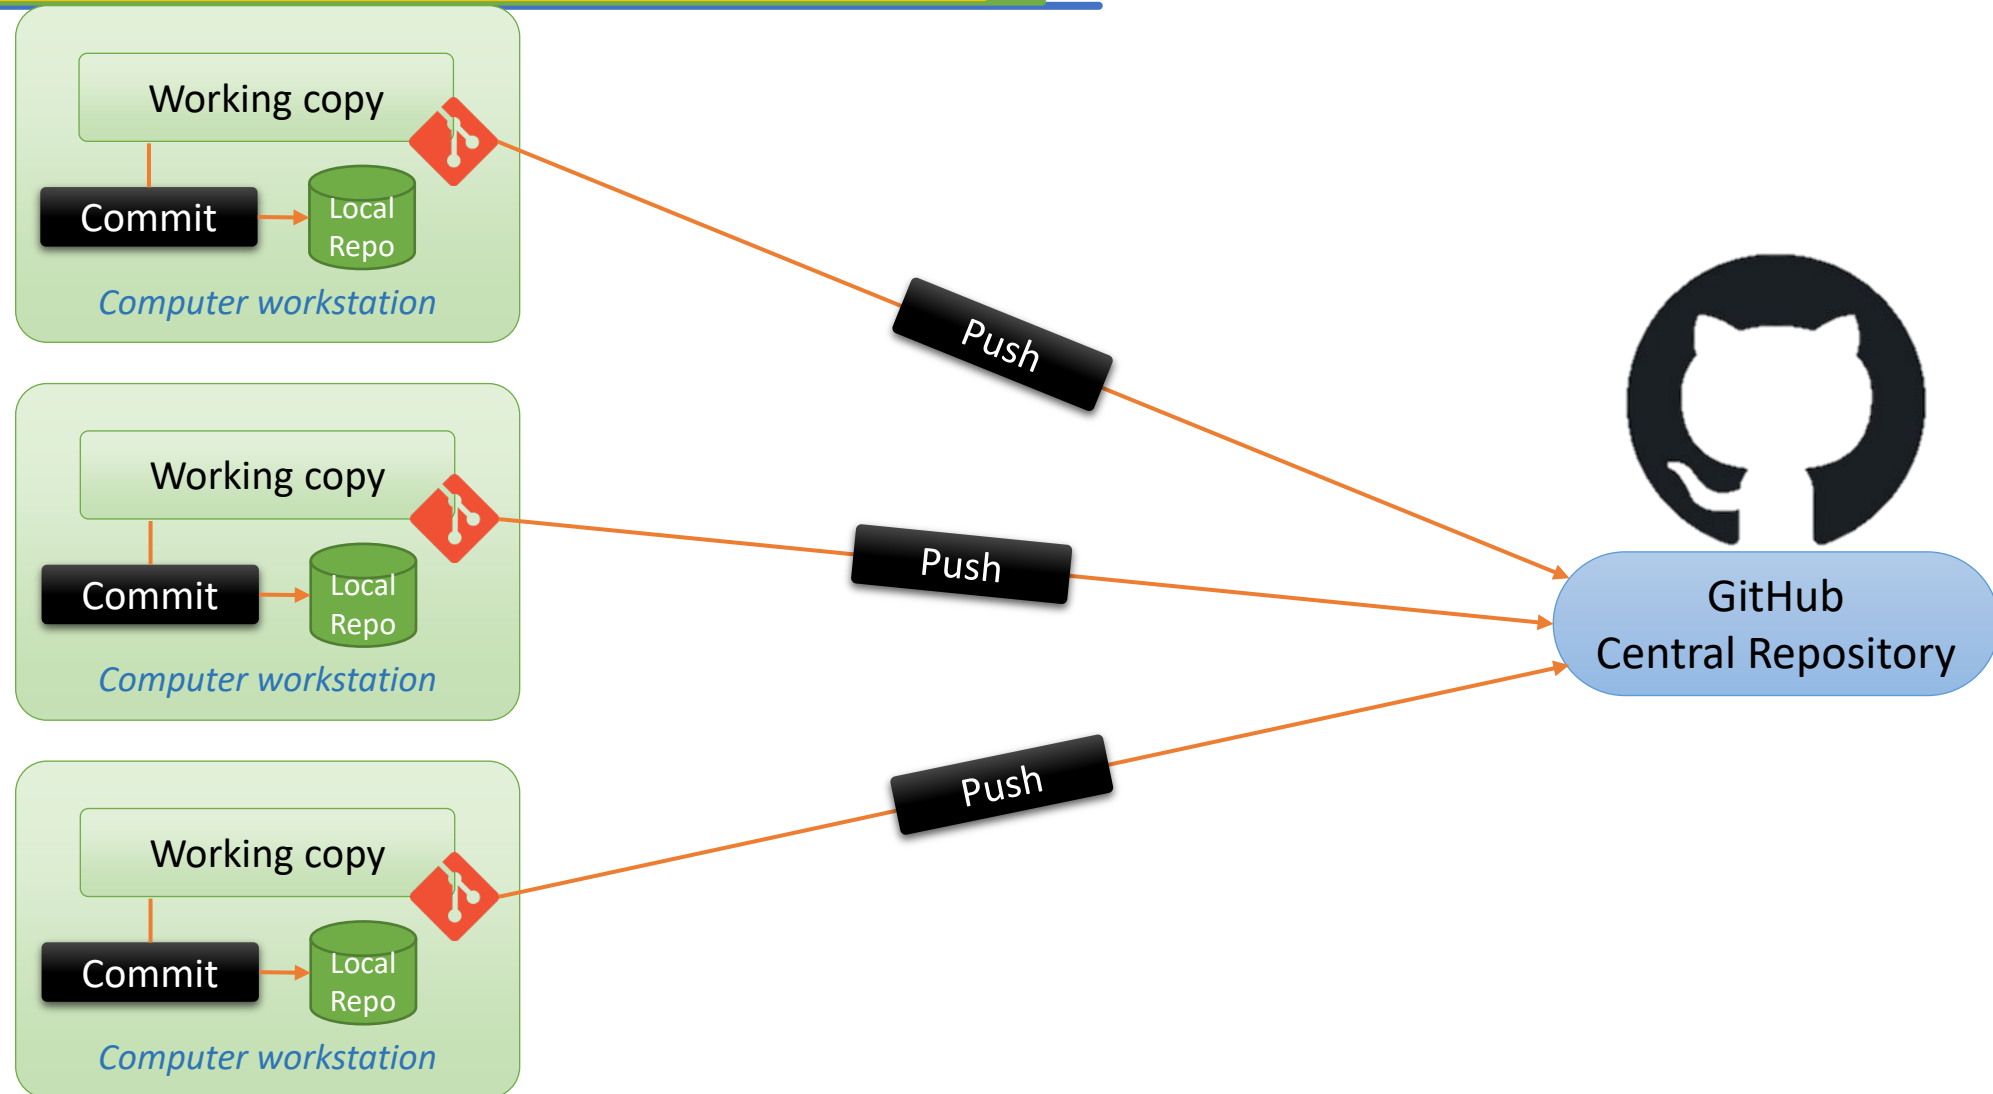 Working copy
Commit
Local
Repo
Computer workstation
Push
Working copy
Commit
Local
Repo
Computer workstation
Push
GitHub
Central Repository
Working copy
Commit
Local
Repo
Computer workstation
Push